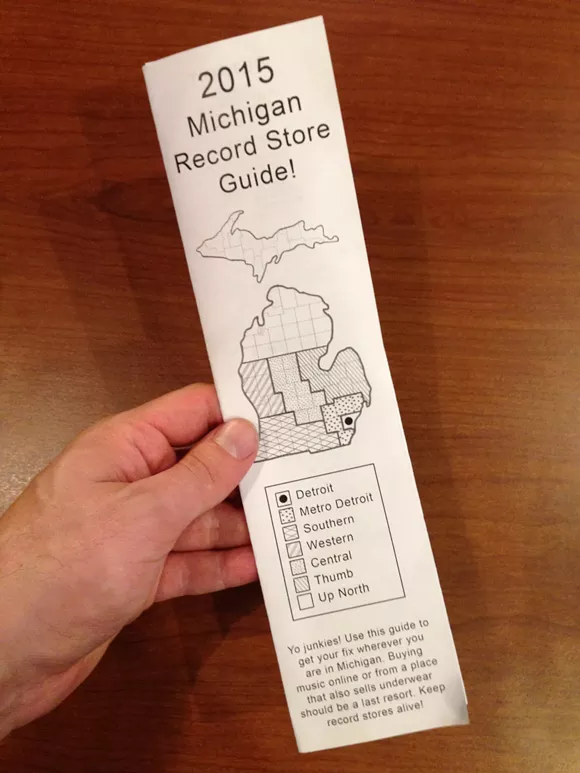 2015
Michigan
Record Store
Guide!
Detroit
Metro Detroit
Southern
Western
Central
Thumb
Up North
Yo junkies! Use this guide to
get your fix wherever you
are in Michigan. Buying
music online or from a place
that also sells underwear
should be a last resort. Keep
record stores alive!